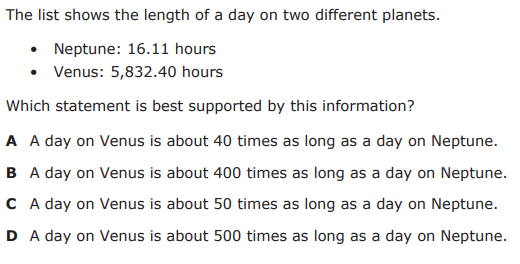 The list shows the length of a day on two different planets.
• Neptune: 16.11 hours
• Venus: 5,832.40 hours
Which statement is best supported by this information?
A A day on Venus is about 40 times as long as a day on Neptune.
B A day on Venus is about 400 times as long as a day on Neptune.
C A day on Venus is about 50 times as long as a day on Neptune.
D A day on Venus is about 500 times as long as a day on Neptune.